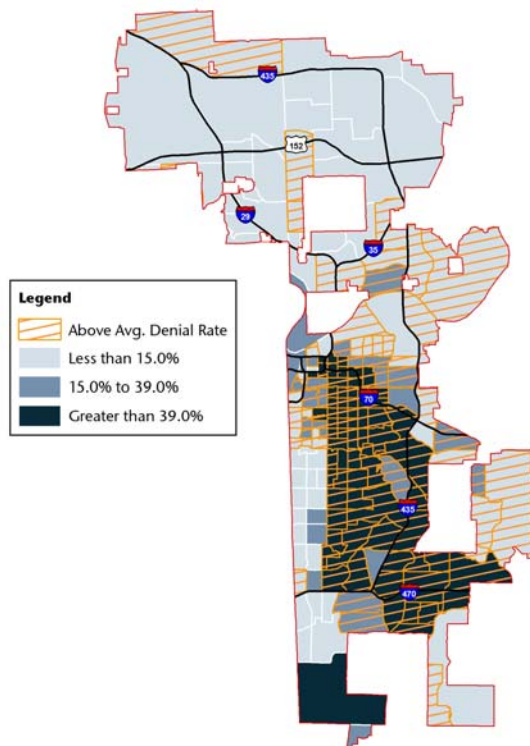 435
152
29
35
Legend
Above Avg. Denial Rate
Less than 15.0%
15.0% to 39.0%
Greater than 39.0%
70
435
470